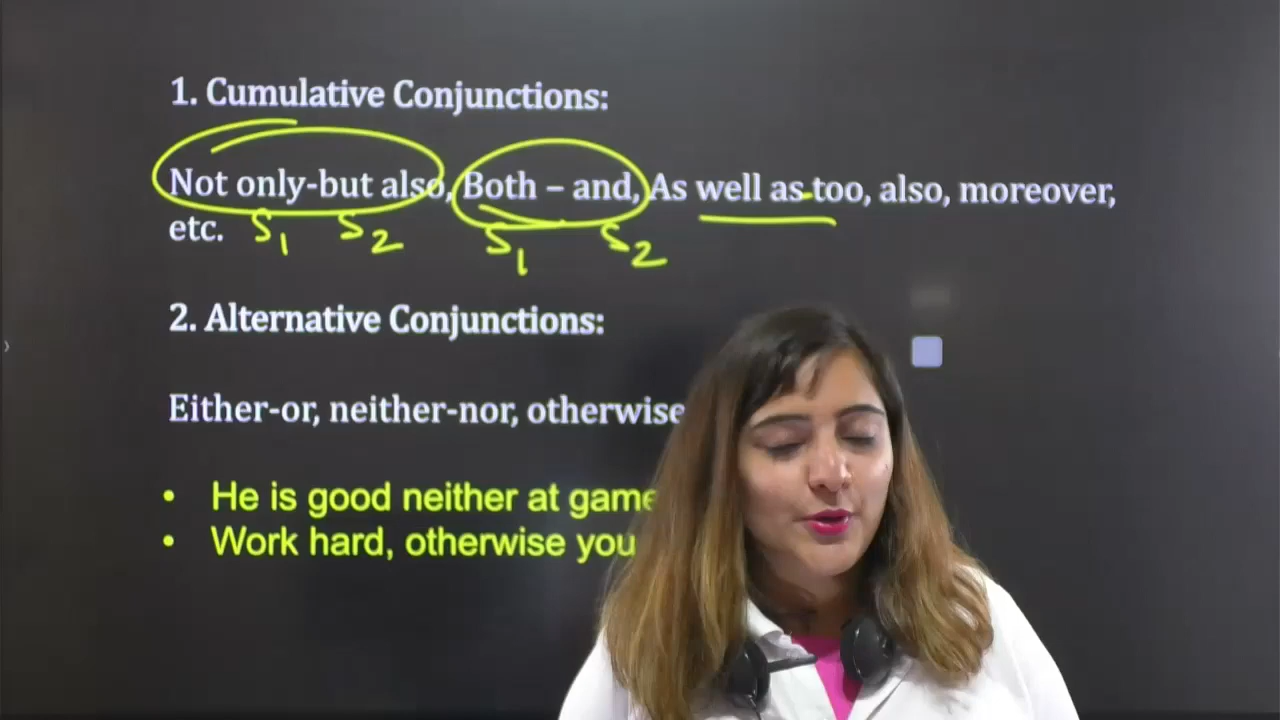 1. Cumulative Conjunctions:
Not only-but also, Both – and, As well as too, also, moreover,
etc. S1 S2 S1 S2
2. Alternative Conjunctions:
Either-or, neither-nor, otherwise
He is good neither at game
Work hard, otherwise you